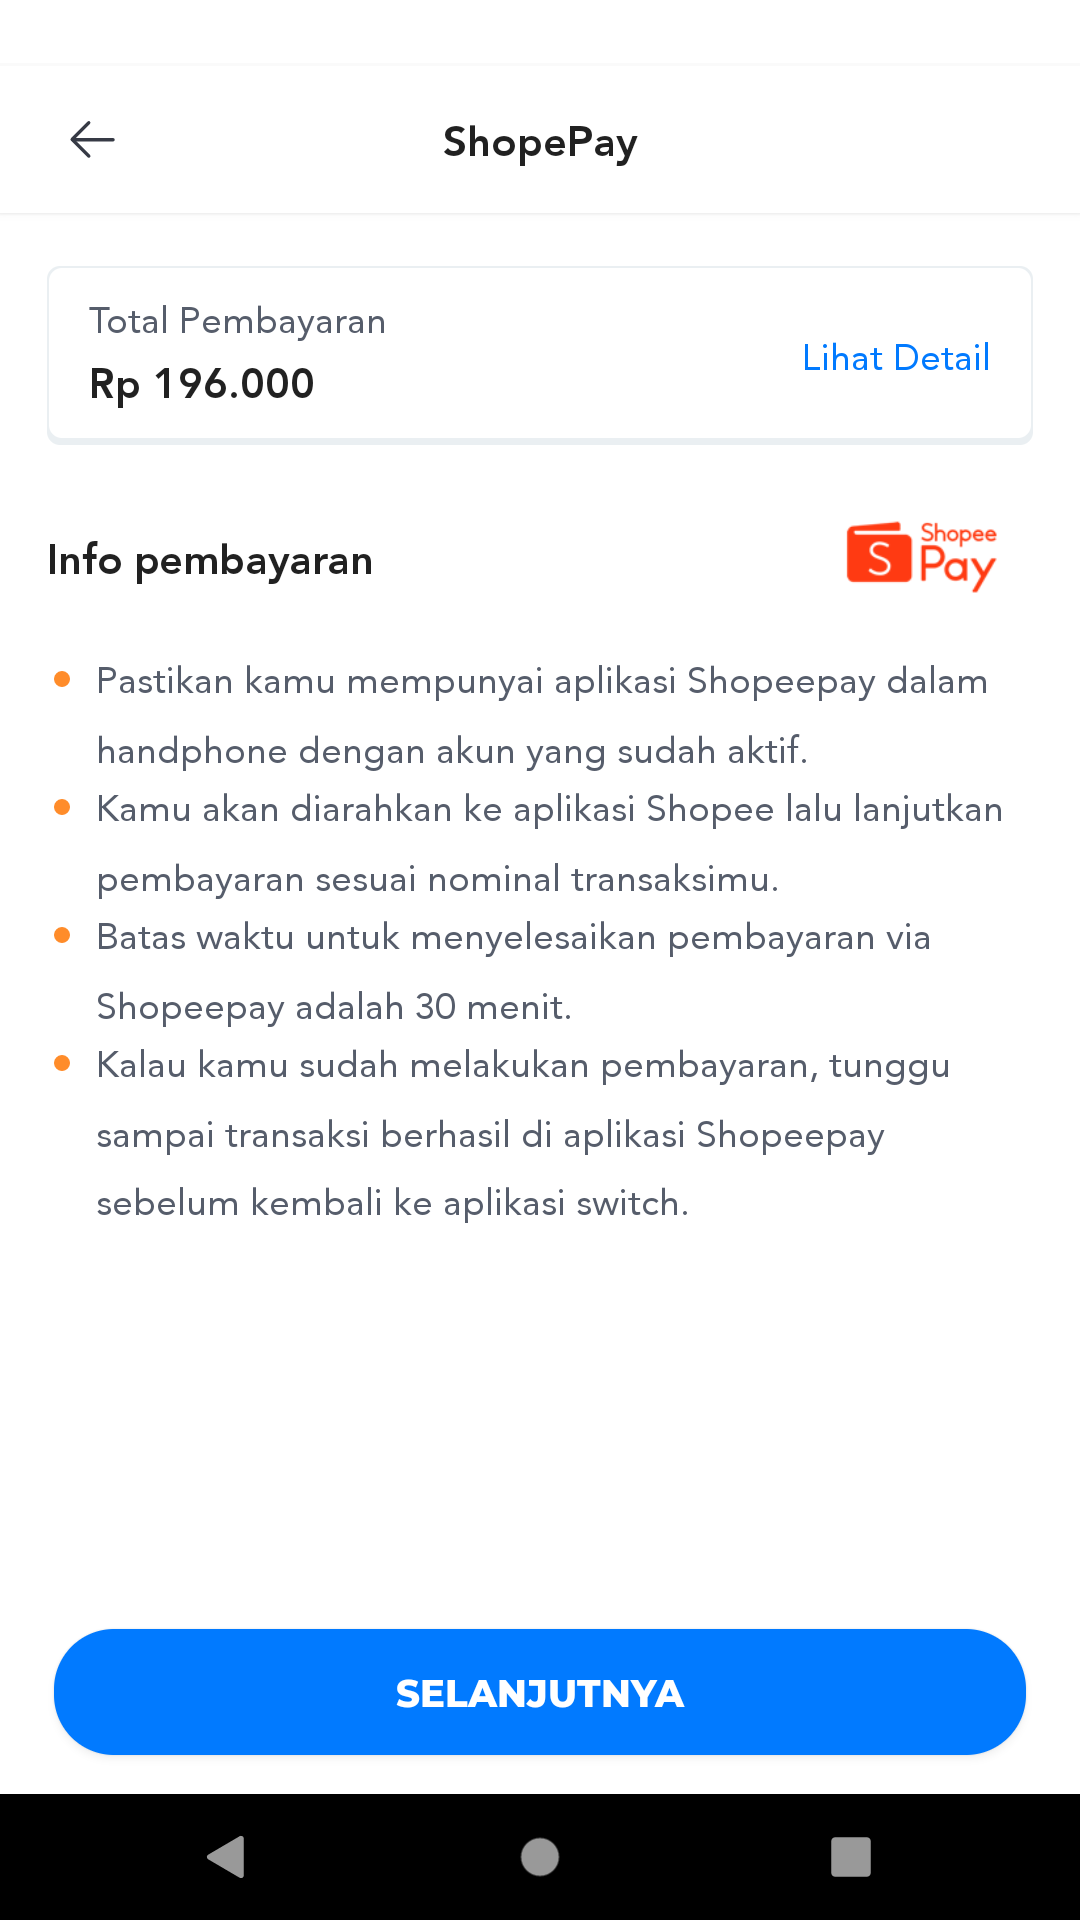 ShopePay
Total Pembayaran
Rp 196.000
Lihat Detail
Info pembayaran
S Shopee
Pay
Pastikan kamu mempunyai aplikasi Shopeepay dalam
handphone dengan akun yang sudah aktif.
Kamu akan diarahkan ke aplikasi Shopee lalu lanjutkan
pembayaran sesuai nominal transaksimu.
Batas waktu untuk menyelesaikan pembayaran via
Shopeepay adalah 30 menit.
Kalau kamu sudah melakukan pembayaran, tunggu
sampai transaksi berhasil di aplikasi Shopeepay
sebelum kembali ke aplikasi switch.
SELANJUTNYA